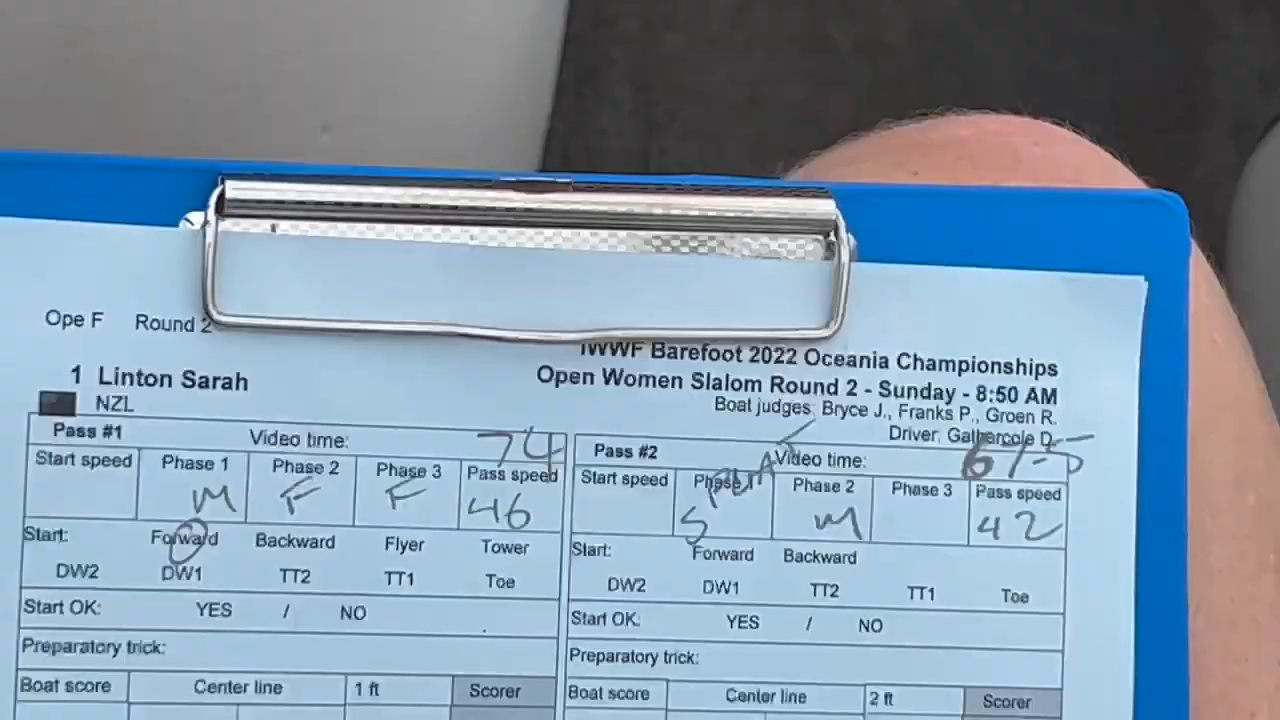 Ope F Round 2
IWWF Barefoot 2022 Oceania Championships
1 Linton Sarah
Open Women Slalom Round 2 - Sunday - 8:50 AM
NZL
Boat judges: Bryce J., Franks P., Groen R.
Driver: Gathercole D.
Pass #1 Video time: 74
Start speed Phase 1 Phase 2 Phase 3 Pass speed
M F F 46
Start: Forward Backward Flyer Tower
DW2 DW1 TT2 TT1 Toe
Start OK: YES / NO
Preparatory trick:
Boat score Center line 1 ft Scorer
Pass #2 Video time: 61-5
Start speed Phase 1 Phase 2 Phase 3 Pass speed
S M 42
Start: Forward Backward
DW2 DW1 TT2 TT1 Toe
Start OK: YES / NO
Preparatory trick:
Boat score Center line 2 ft Scorer